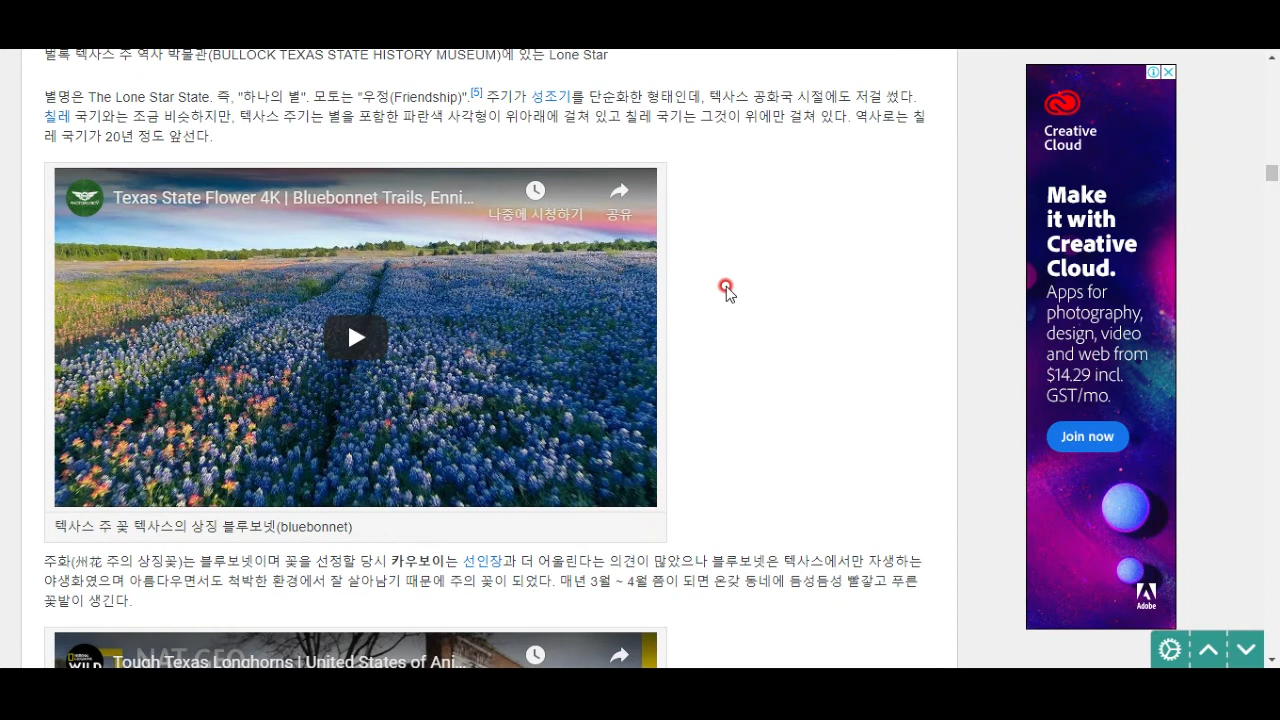 벌록 텍사스 주 역사 박물관(BULLOCK TEXAS STATE HISTORY MUSEUM)에 있는 Lone Star
별명은 The Lone Star State. 즉, "하나의 별". 모토는 "우정(Friendship)".[5] 주기가 성조기를 단순화한 형태인데, 텍사스 공화국 시절에도 저걸 썼다.
칠레 국기와는 조금 비슷하지만, 텍사스 주기는 별을 포함한 파란색 사각형이 위아래에 걸쳐 있고 칠레 국기는 그것이 위에만 걸쳐 있다. 역사로는 칠
레 국기가 20년 정도 앞선다.
Texas State Flower 4K | Bluebonnet Trails, Enni...
나중에 시청하기
공유
텍사스 주 꽃 텍사스의 상징 블루보넷(bluebonnet)
주화(州花 주의 상징꽃)는 블루보넷이며 꽃을 선정할 당시 카우보이는 선인장과 더 어울린다는 의견이 많았으나 블루보넷은 텍사스에서만 자생하는
야생화였으며 아름다우면서도 척박한 환경에서 잘 살아남기 때문에 주의 꽃이 되었다. 매년 3월 ~ 4월 쯤이 되면 온갖 동네에 듬성듬성 빨갛고 푸른
꽃밭이 생긴다.
NAT GEO
WILD
Tough Texas Longhorns | United States of Ani...
Creative
Cloud
Make
it with
Creative
Cloud.
Apps for
photography,
design, video
and web from
$14.29 incl.
GST/mo.
Join now
Adobe